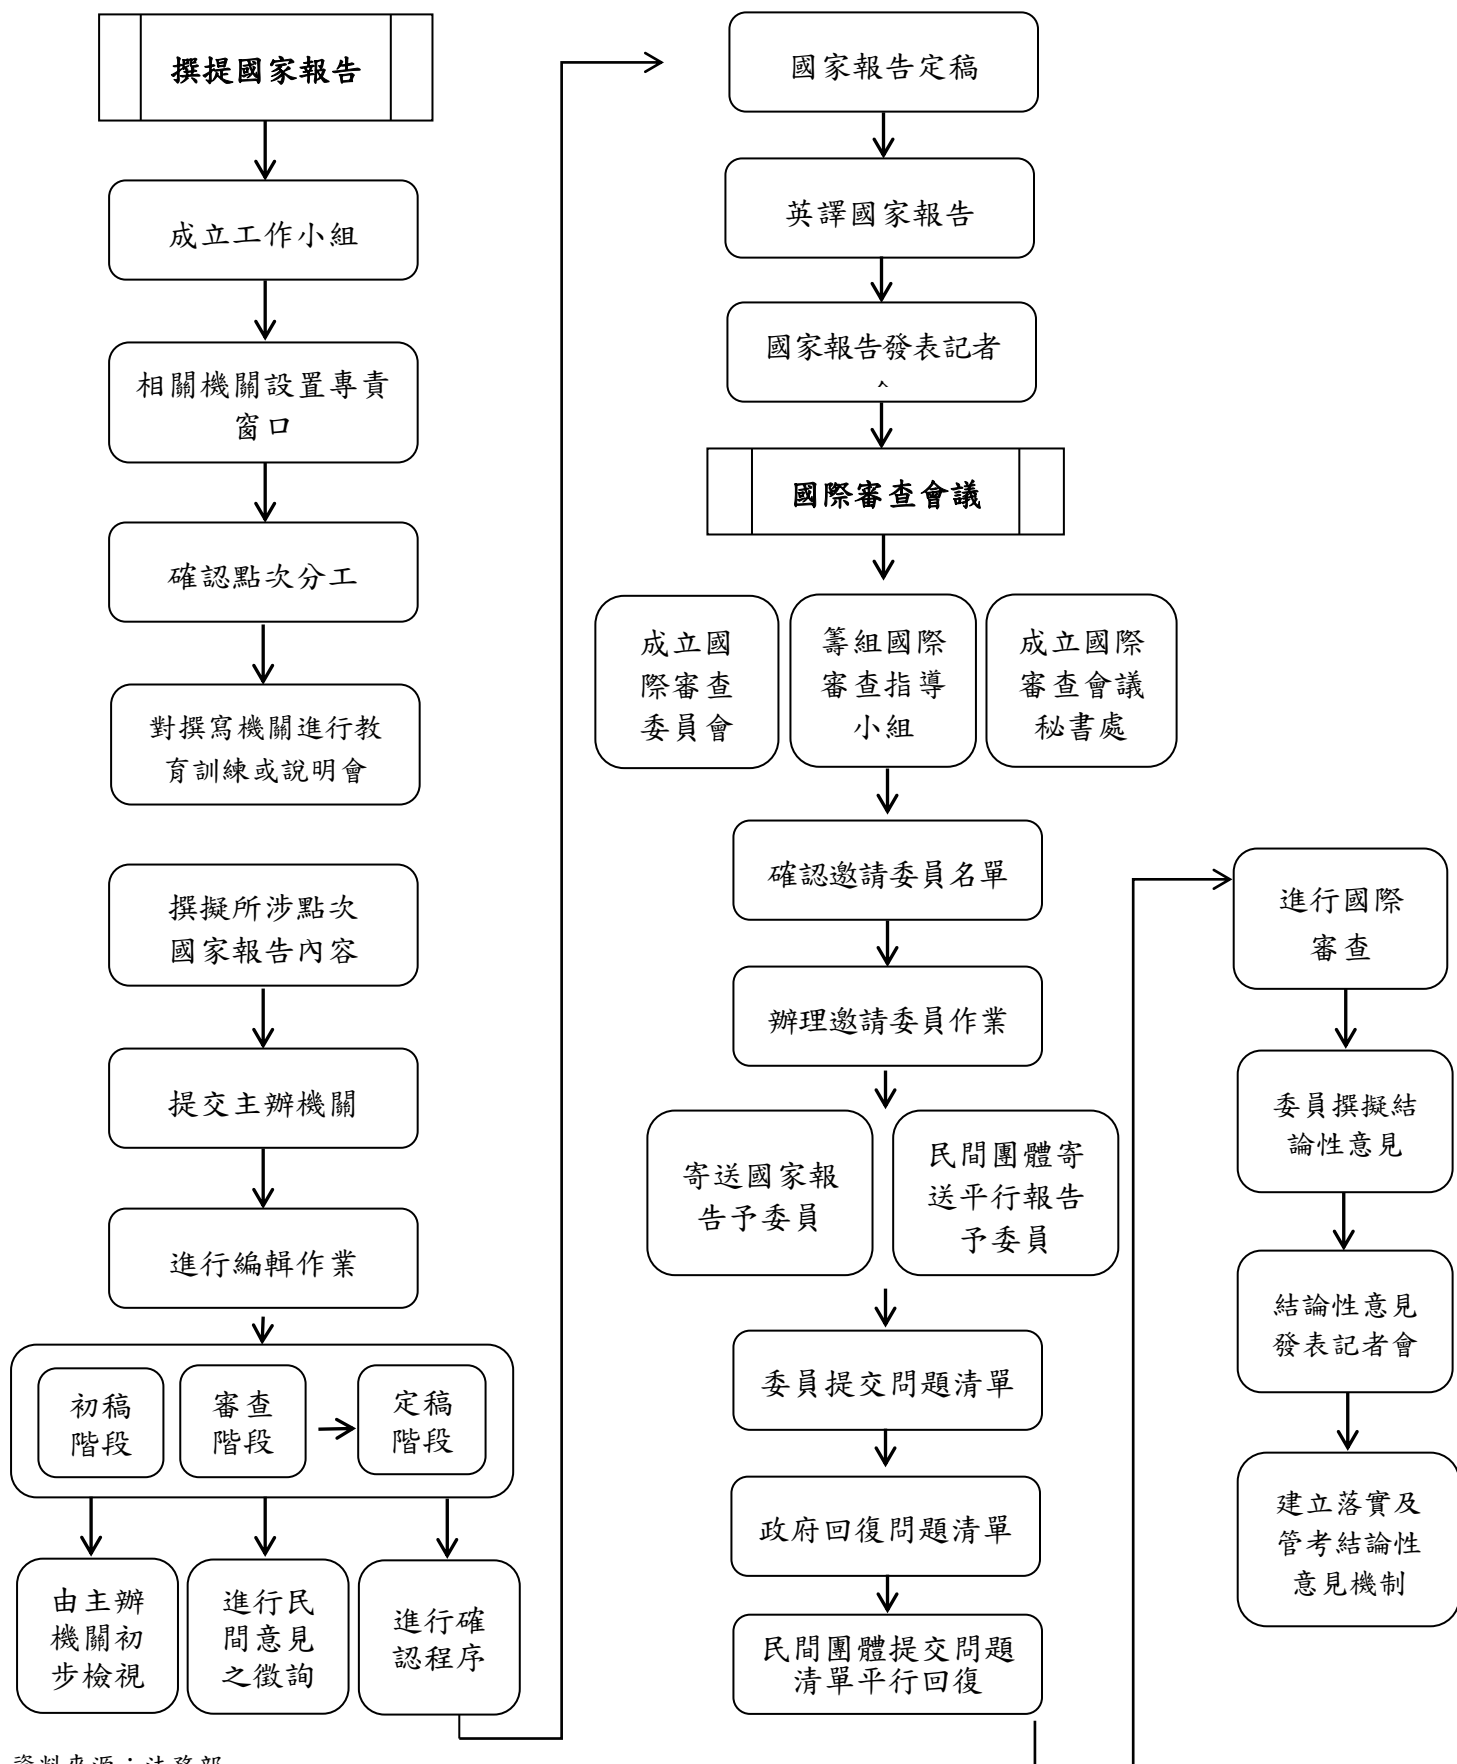 撰提國家報告
成立工作小組
相關機關設置專責
窗口
確認點次分工
對撰寫機關進行教
育訓練或說明會
撰擬所涉點次
國家報告內容
提交主辦機關
進行編輯作業
初稿
階段
審查
階段
定稿
階段
由主辦
機關初
步檢視
進行民
間意見
之徵詢
進行確
認程序
國家報告定稿
英譯國家報告
國家報告發表記者
國際審查會議
成立國
際審查
委員會
籌組國際
審查指導
小組
成立國際
審查會議
秘書處
確認邀請委員名單
辦理邀請委員作業
寄送國家報
告予委員
民間團體寄
送平行報告
予委員
委員提交問題清單
政府回復問題清單
民間團體提交問題
清單平行回復
進行國際
審查
委員撰擬結
論性意見
結論性意見
發表記者會
建立落實及
管考結論性
意見機制
資料來源：法務部